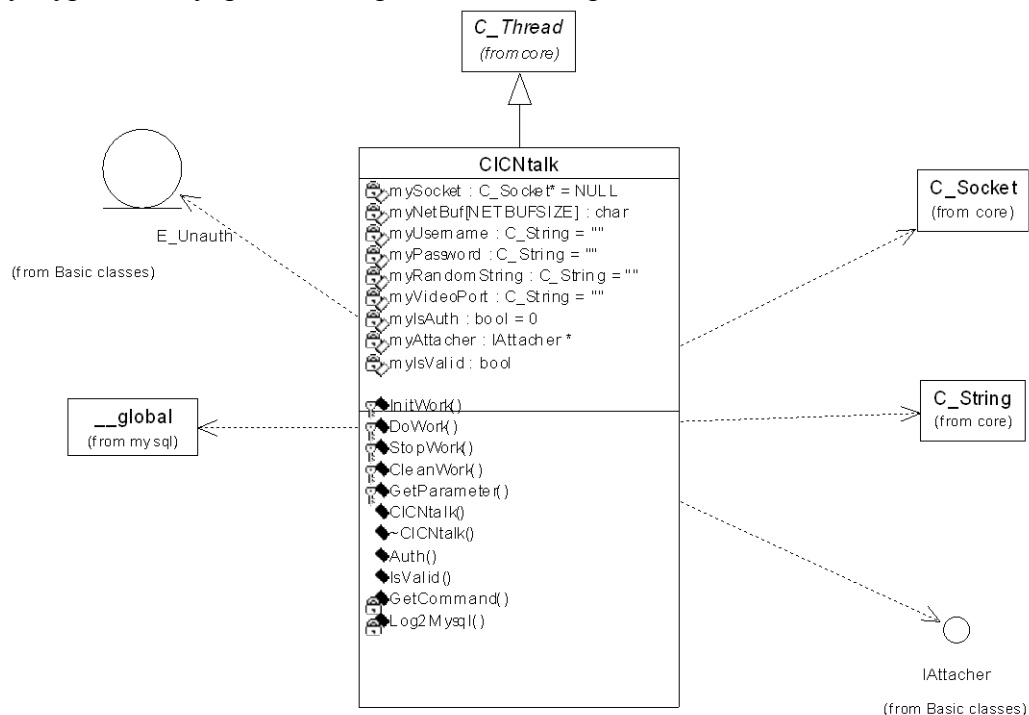 C_Thread
(from core)
CICNtalk
mySocket : C_Socket* = NULL
myNetBuf[NETBUFSIZE] : char
myUsername : C_String = ""
myPassword : C_String = ""
myRandomString : C_String = ""
myVideoPort : C_String = ""
myIsAuth : bool = 0
myAttacher : IAttacher *
myIsValid : bool
InitWork()
DoWork()
StopWork()
CleanWork()
GetParameter()
CICNtalk()
~CICNtalk()
Auth()
IsValid()
GetCommand()
Log2Mysql()
E_Unauth
(from Basic classes)
__global
(from mysql)
C_Socket
(from core)
C_String
(from core)
IAttacher
(from Basic classes)